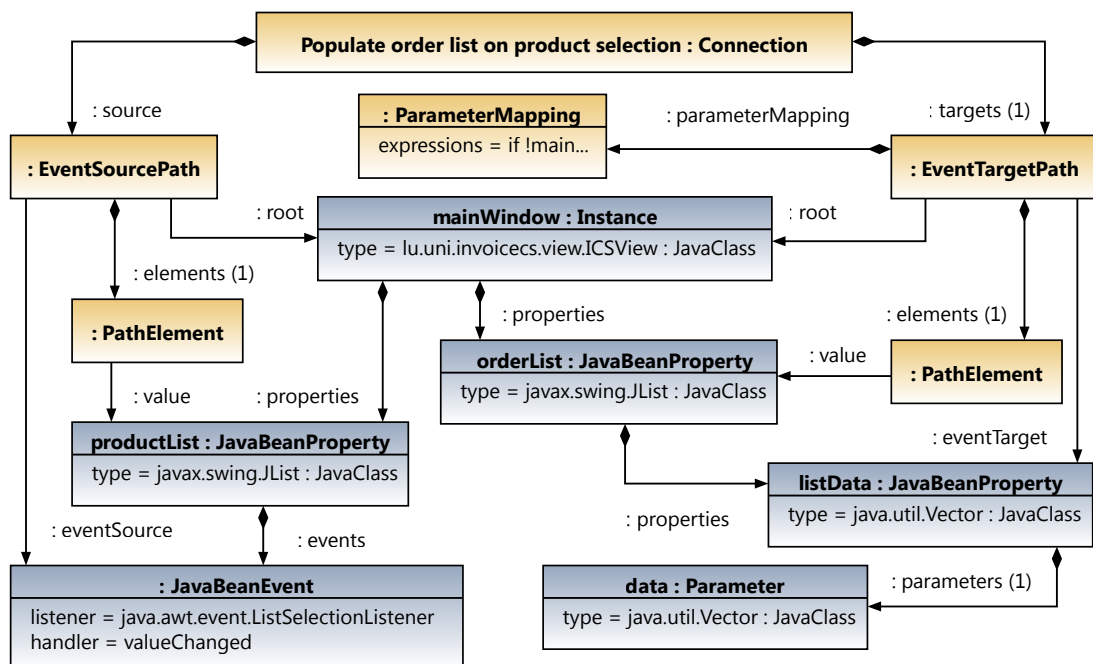 Populate order list on product selection : Connection
: source
: ParameterMapping
expressions = if !main...
: parameterMapping
: targets (1)
: EventSourcePath
: EventTargetPath
: root
mainWindow : Instance
type = lu.uni.invoicecs.view.ICSView : JavaClass
: root
: elements (1)
: PathElement
: properties
: elements (1)
orderList : JavaBeanProperty
type = javax.swing.JList : JavaClass
: value
: PathElement
: value
: properties
productList : JavaBeanProperty
type = javax.swing.JList : JavaClass
: eventTarget
listData : JavaBeanProperty
type = java.util.Vector : JavaClass
: properties
: eventSource
: events
: JavaBeanEvent
listener = java.awt.event.ListSelectionListener
handler = valueChanged
data : Parameter
type = java.util.Vector : JavaClass
: parameters (1)